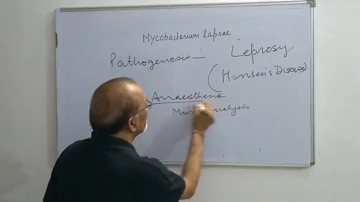 Mycobacterium leprae
Pathogenesis — Leprosy
(Hansen's Disease)
Anaesthesia